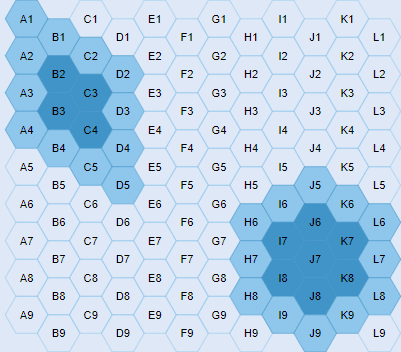 A1 C1 E1 G1 I1 K1
B1 D1 F1 H1 J1 L1
A2 C2 E2 G2 I2 K2
B2 D2 F2 H2 J2 L2
A3 C3 E3 G3 I3 K3
B3 D3 F3 H3 J3 L3
A4 C4 E4 G4 I4 K4
B4 D4 F4 H4 J4 L4
A5 C5 E5 G5 I5 K5
B5 D5 F5 H5 J5 L5
A6 C6 E6 G6 I6 K6
B6 D6 F6 H6 J6 L6
A7 C7 E7 G7 I7 K7
B7 D7 F7 H7 J7 L7
A8 C8 E8 G8 I8 K8
B8 D8 F8 H8 J8 L8
A9 C9 E9 G9 I9 K9
B9 D9 F9 H9 J9 L9